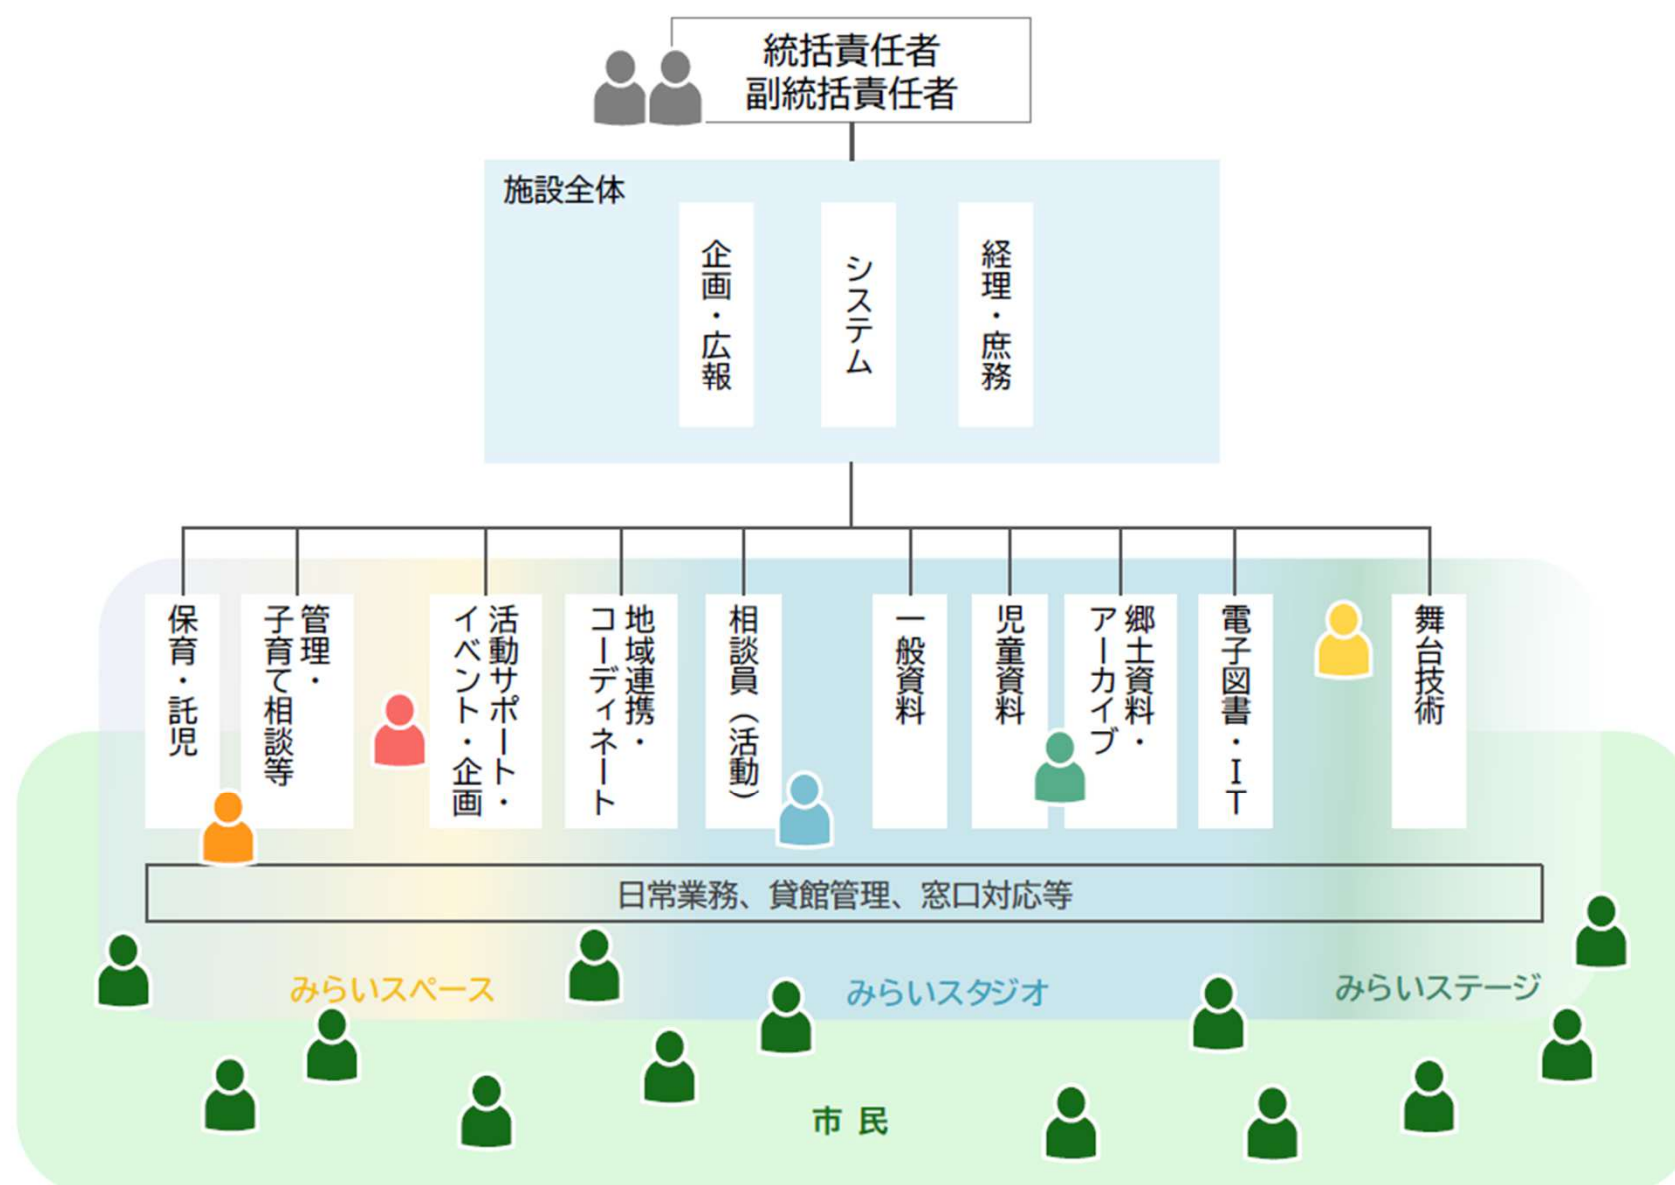 統括責任者
副統括責任者
施設全体
企画・広報
システム
経理・庶務
保育・託児
管理・
子育て相談等
活動サポート・
イベント・企画
地域連携・
コーディネート
相談員（活動）
一般資料
児童資料
郷土資料・
アーカイブ
電子図書・IT
舞台技術
日常業務、貸館管理、窓口対応等
みらいスペース
みらいスタジオ
みらいステージ
市民